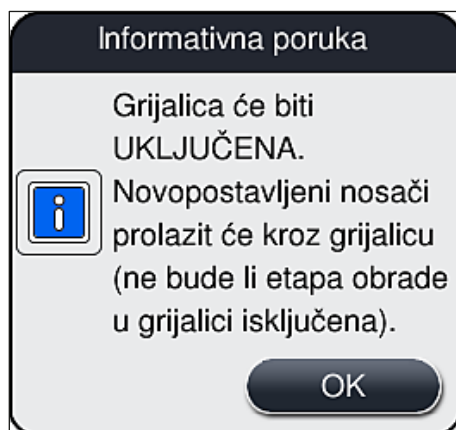 Informativna poruka
Grijalica će biti
UKLJUČENA.
Novopostavljeni nosači
prolazit će kroz grijalicu
(ne bude li etapa obrade
u grijalici isključena).
OK